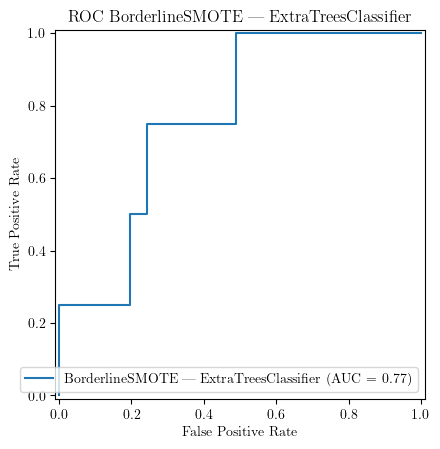 ROC BorderlineSMOTE — ExtraTreesClassifier
1.0
0.8
0.6
0.4
0.2
0.0
True Positive Rate
BorderlineSMOTE — ExtraTreesClassifier (AUC = 0.77)
0.0 0.2 0.4 0.6 0.8 1.0
False Positive Rate